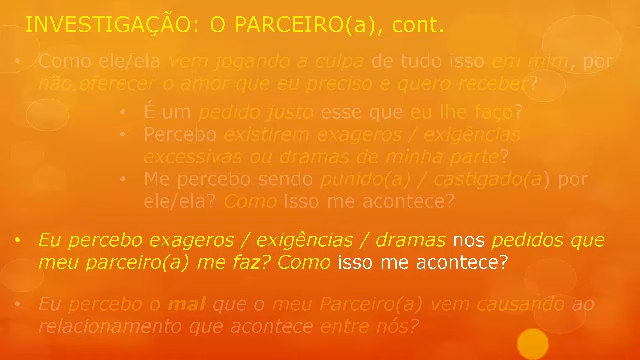 INVESTIGAÇÃO: O PARCEIRO(a), cont.
• Como ele/ela vem jogando a culpa de tudo isso em mim, por
não oferecer o amor que eu preciso e quero receber?
• É um pedido justo esse que eu lhe faço?
• Percebo existirem exageros / exigências
excessivas ou dramas de minha parte?
• Me percebo sendo punido(a) / castigado(a) por
ele/ela? Como isso me acontece?
• Eu percebo exageros / exigências / dramas nos pedidos que
meu parceiro(a) me faz? Como isso me acontece?
• Eu percebo o mal que o meu Parceiro(a) vem causando ao
relacionamento que acontece entre nós?